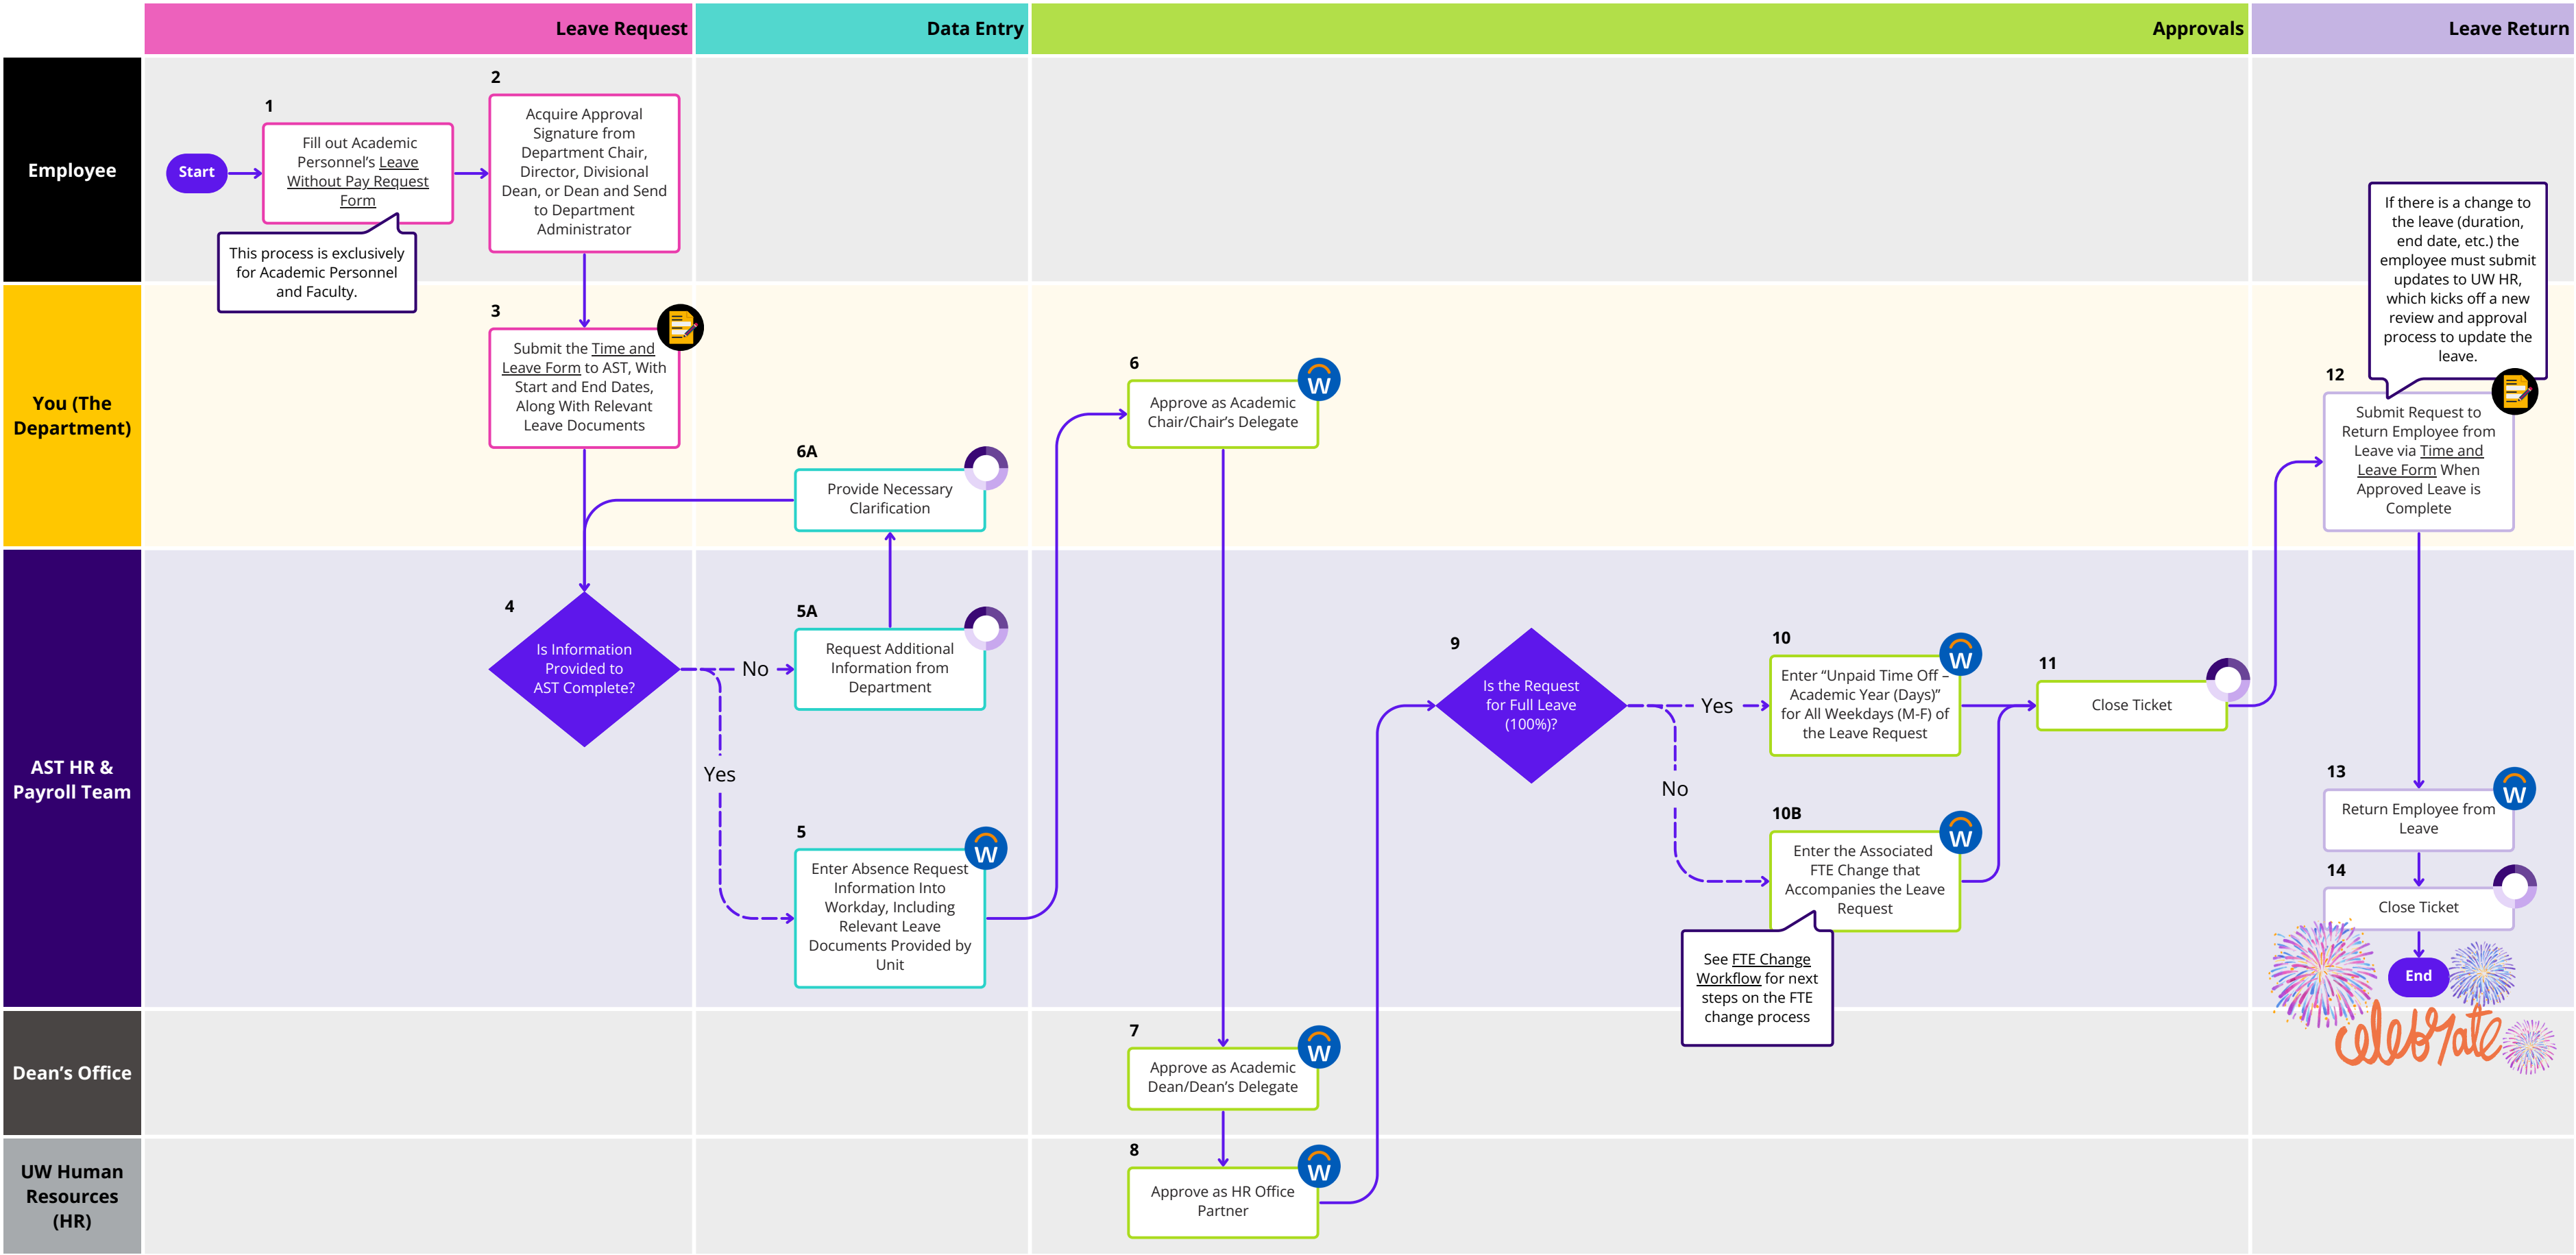 Leave Request
Data Entry
Approvals
Leave Return
Employee
Start
1
Fill out Academic
Personnel’s Leave
Without Pay Request
Form
This process is exclusively
for Academic Personnel
and Faculty.
2
Acquire Approval
Signature from
Department Chair,
Director, Divisional
Dean, or Dean and Send
to Department
Administrator
You (The
Department)
3
Submit the Time and
Leave Form to AST, With
Start and End Dates,
Along With Relevant
Leave Documents
6A
Provide Necessary
Clarification
6
Approve as Academic
Chair/Chair’s Delegate
If there is a change to
the leave (duration,
end date, etc.) the
employee must submit
updates to UW HR,
which kicks off a new
review and approval
process to update the
leave.
12
Submit Request to
Return Employee from
Leave via Time and
Leave Form When
Approved Leave is
Complete
AST HR &
Payroll Team
4
Is Information
Provided to
AST Complete?
No
Yes
5A
Request Additional
Information from
Department
5
Enter Absence Request
Information Into
Workday, Including
Relevant Leave
Documents Provided by
Unit
9
Is the Request
for Full Leave
(100%)?
Yes
No
10
Enter “Unpaid Time Off –
Academic Year (Days)”
for All Weekdays (M-F) of
the Leave Request
10B
Enter the Associated
FTE Change that
Accompanies the Leave
Request
See FTE Change
Workflow for next
steps on the FTE
change process
11
Close Ticket
13
Return Employee from
Leave
14
Close Ticket
End
celebrate
Dean’s Office
7
Approve as Academic
Dean/Dean’s Delegate
UW Human
Resources
(HR)
8
Approve as HR Office
Partner
W
W
W
W
W
W
W